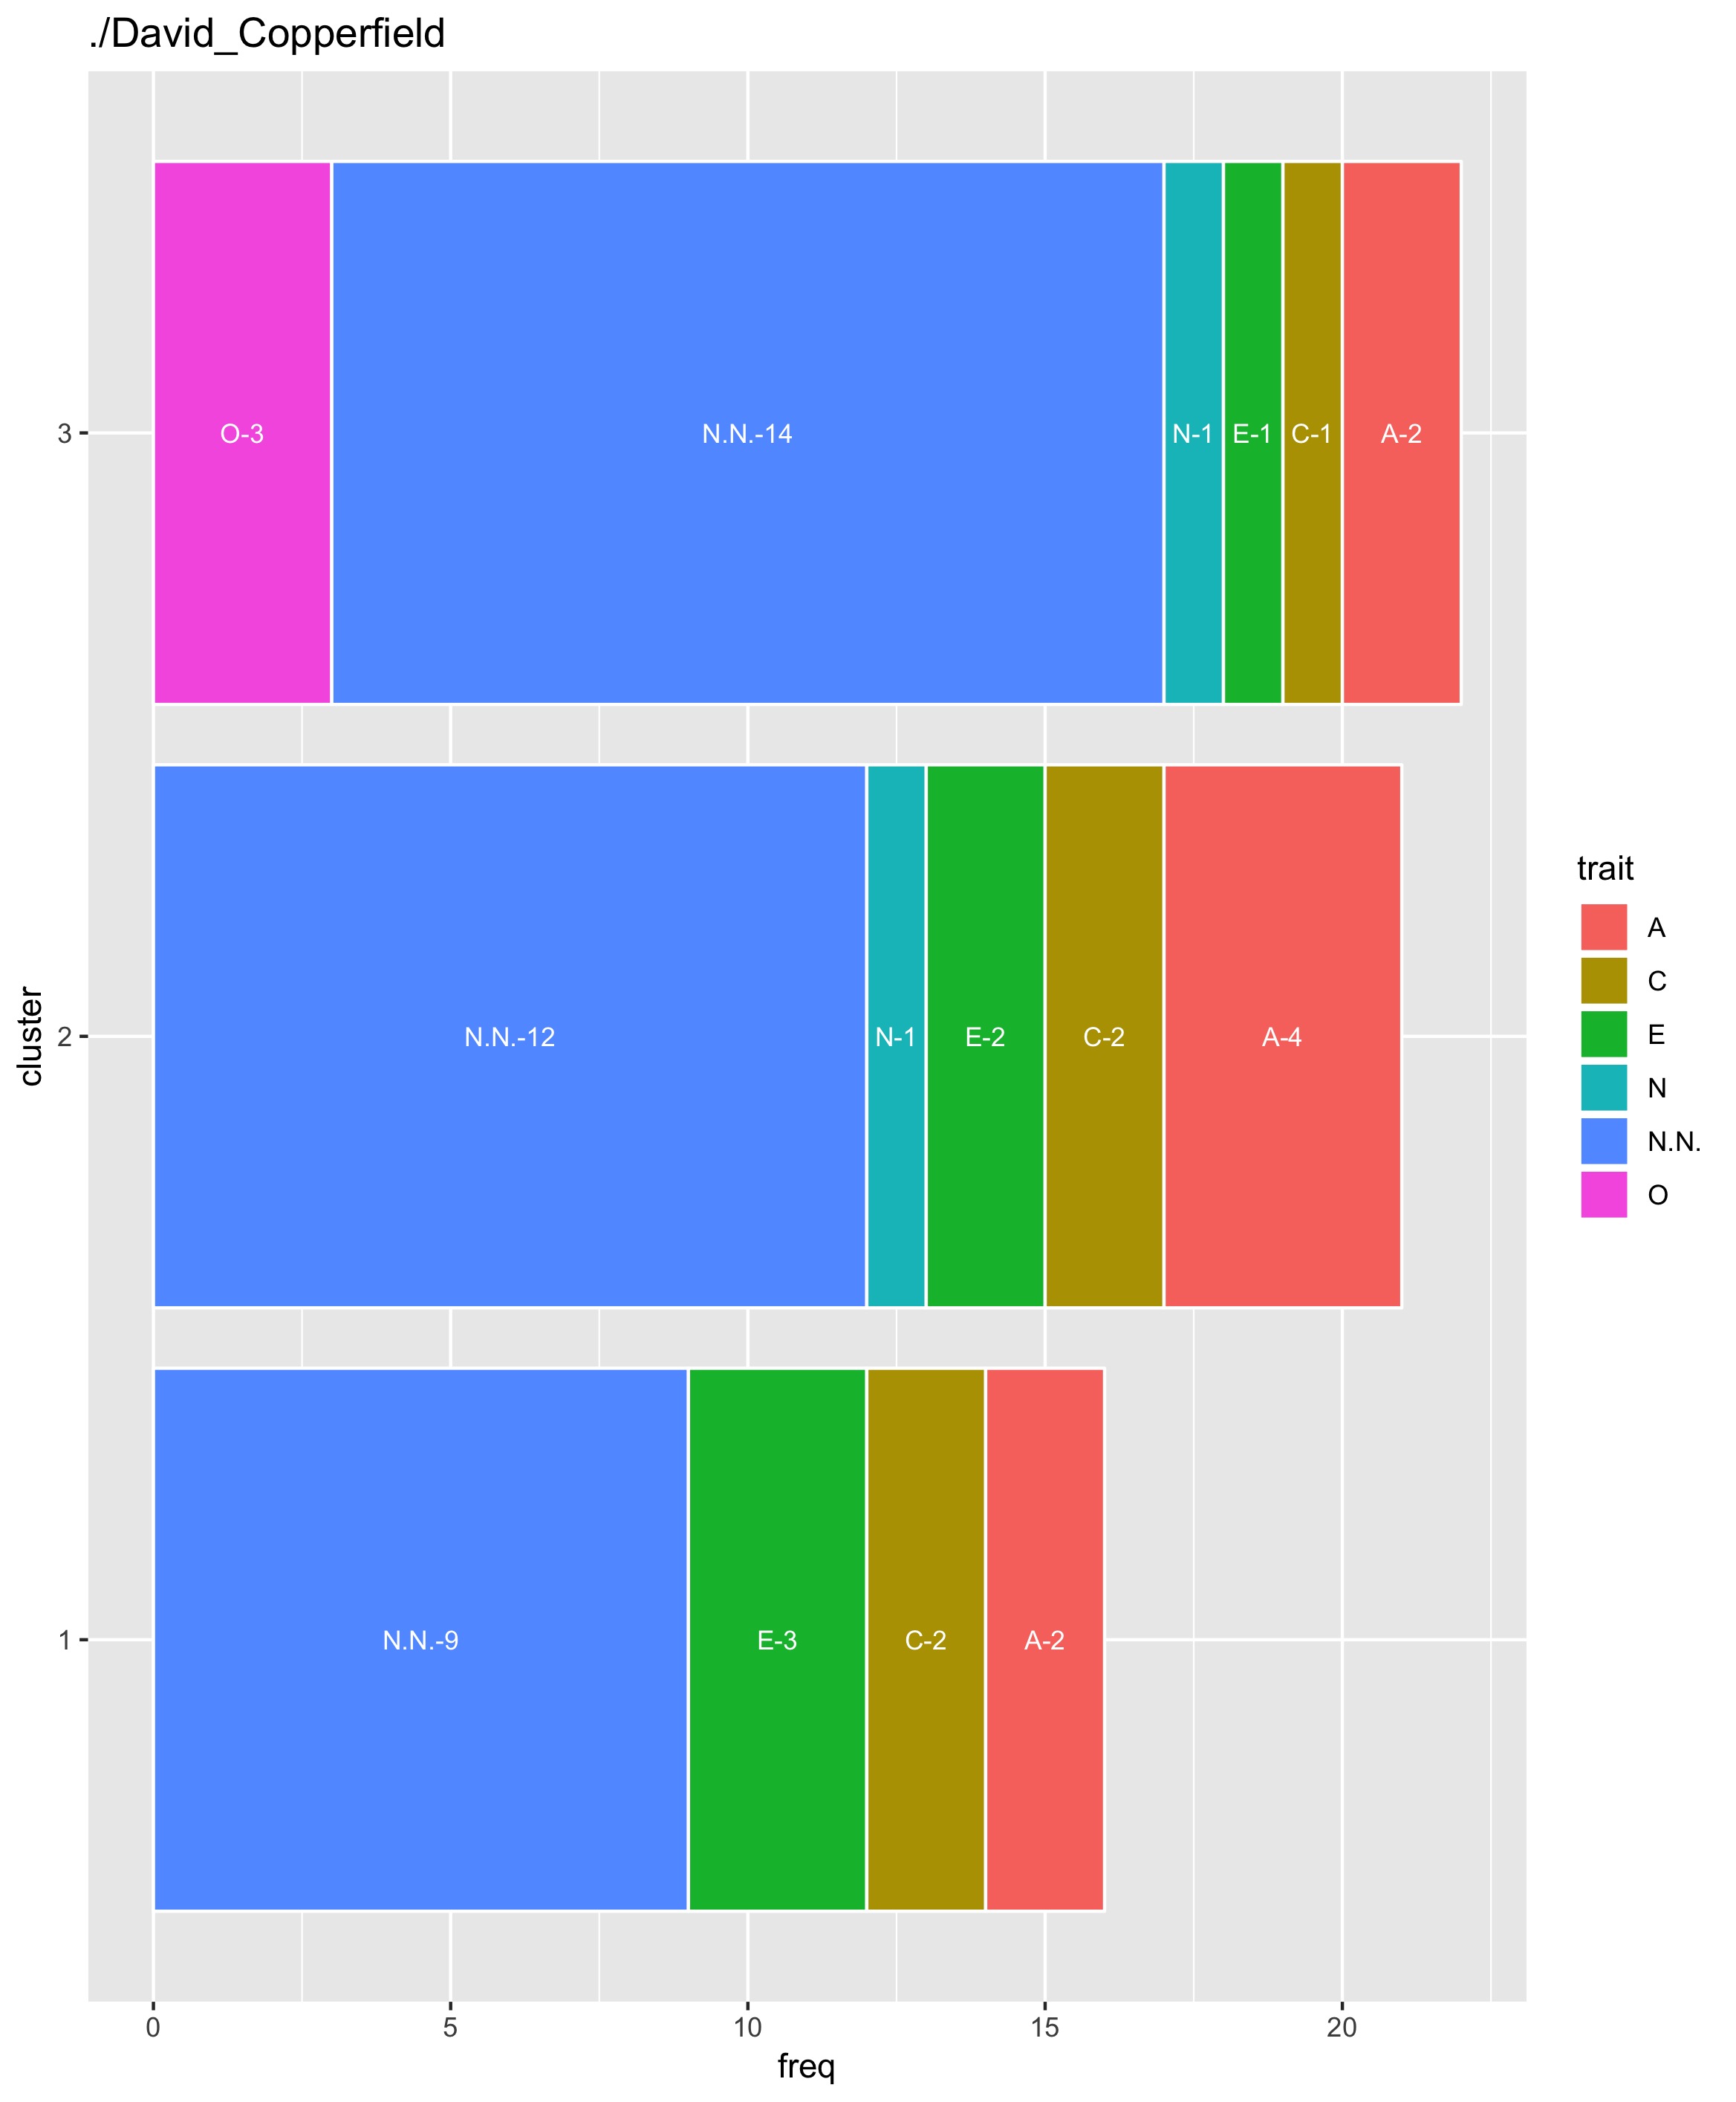 ./David_Copperfield
cluster
3
O-3 N.N.-14 N-1 E-1 C-1 A-2
2
N.N.-12 N-1 E-2 C-2 A-4
1
N.N.-9 E-3 C-2 A-2
0 5 10 15 20
freq
trait
A
C
E
N
N.N.
O